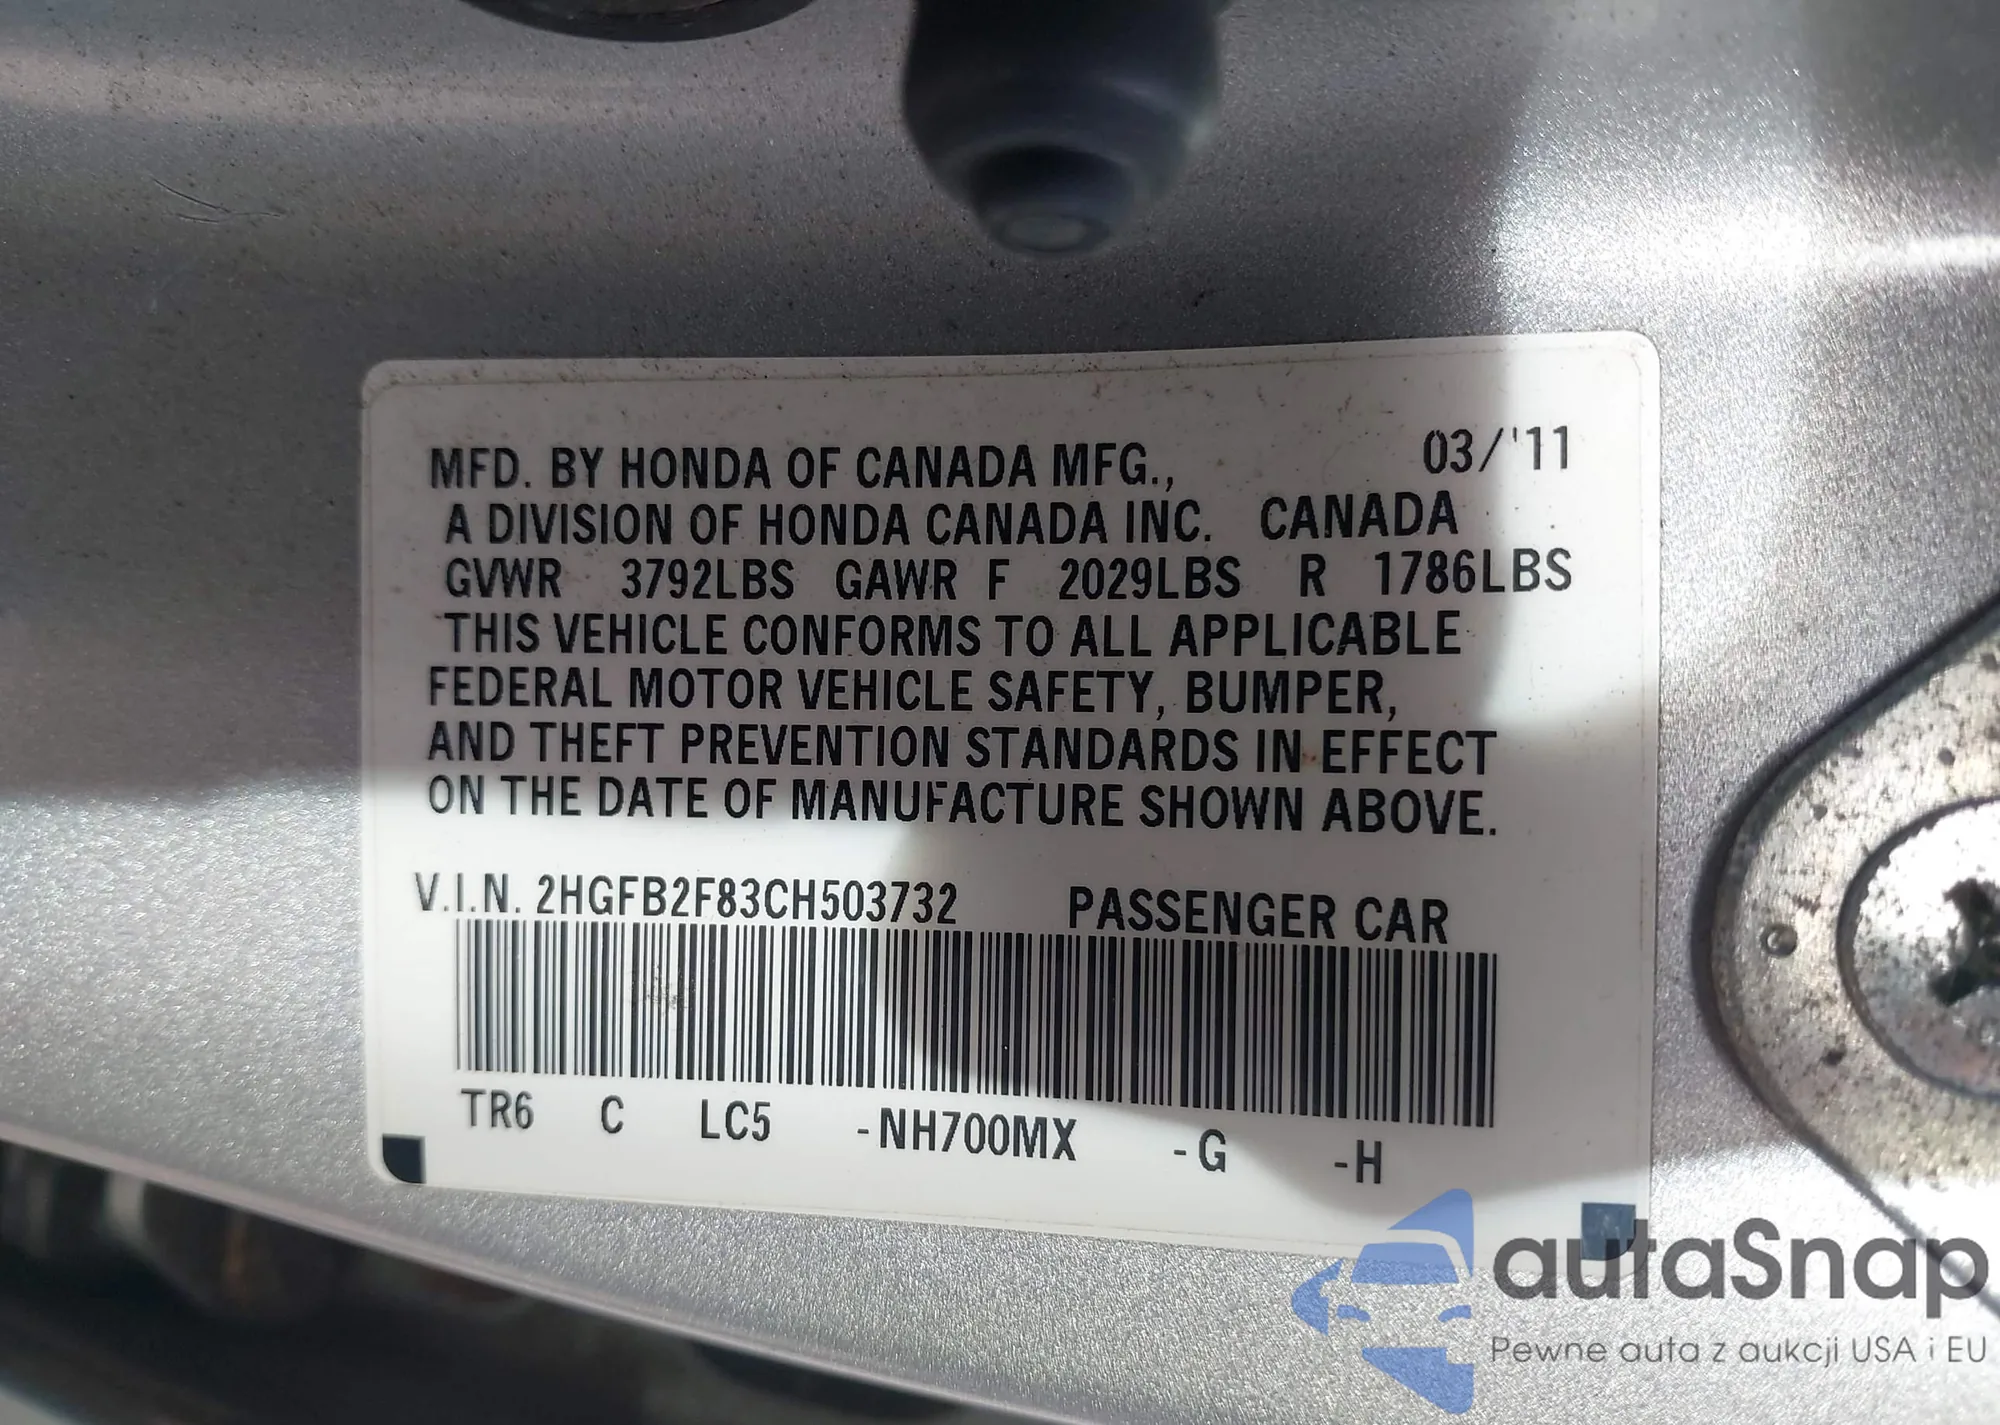 MFD. BY HONDA OF CANADA MFG., 03/'11
A DIVISION OF HONDA CANADA INC. CANADA
GVWR 3792LBS GAWR F 2029LBS R 1786LBS
THIS VEHICLE CONFORMS TO ALL APPLICABLE
FEDERAL MOTOR VEHICLE SAFETY, BUMPER,
AND THEFT PREVENTION STANDARDS IN EFFECT
ON THE DATE OF MANUFACTURE SHOWN ABOVE.
V.I.N. 2HGFB2F83CH503732 PASSENGER CAR
TR6 C LC5 -NH700MX -G -H
autaSnap
Pewne auta z aukcji USA i EU